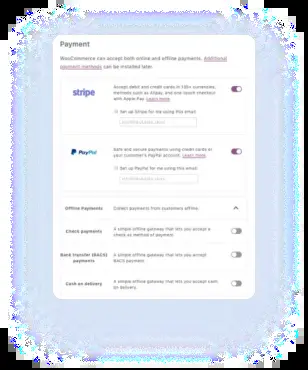 Payment
WooCommerce can accept both online and offline payments. Additional
payment methods can be included later.
stripe
Accept debit and credit cards in 135+ currencies,
methods such as Alipay, and one-touch checkout
with Apple Pay. Learn more.
Set up Stripe for me using this email:
PayPal
Safe and secure payments using credit cards or
your customer's PayPal account. Learn more.
Set up PayPal for me using this email:
Offline Payments
Collect payments from customers offline.
Check payments
A simple offline gateway that lets you accept a
check as method of payment.
Bank transfer (BACS)
payments
A simple offline gateway that lets you accept
BACS payment.
Cash on delivery
A simple offline gateway that lets you accept cash
on delivery.